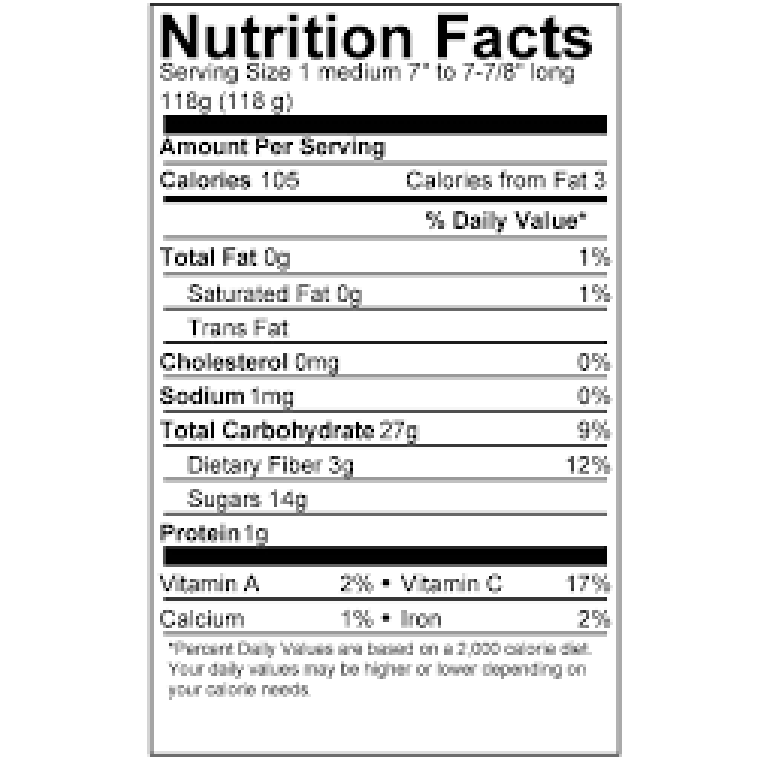 Nutrition Facts
Serving Size 1 medium 7" to 7-7/8" long
118g (118 g)
Amount Per Serving
Calories 105 Calories from Fat 3
% Daily Value*
Total Fat 0g 1%
Saturated Fat 0g 1%
Trans Fat
Cholesterol 0mg 0%
Sodium 1mg 0%
Total Carbohydrate 27g 9%
Dietary Fiber 3g 12%
Sugars 14g
Protein 1g
Vitamin A 2% • Vitamin C 17%
Calcium 1% • Iron 2%
*Percent Daily Values are based on a 2,000 calorie diet.
Your daily values may be higher or lower depending on
your calorie needs.